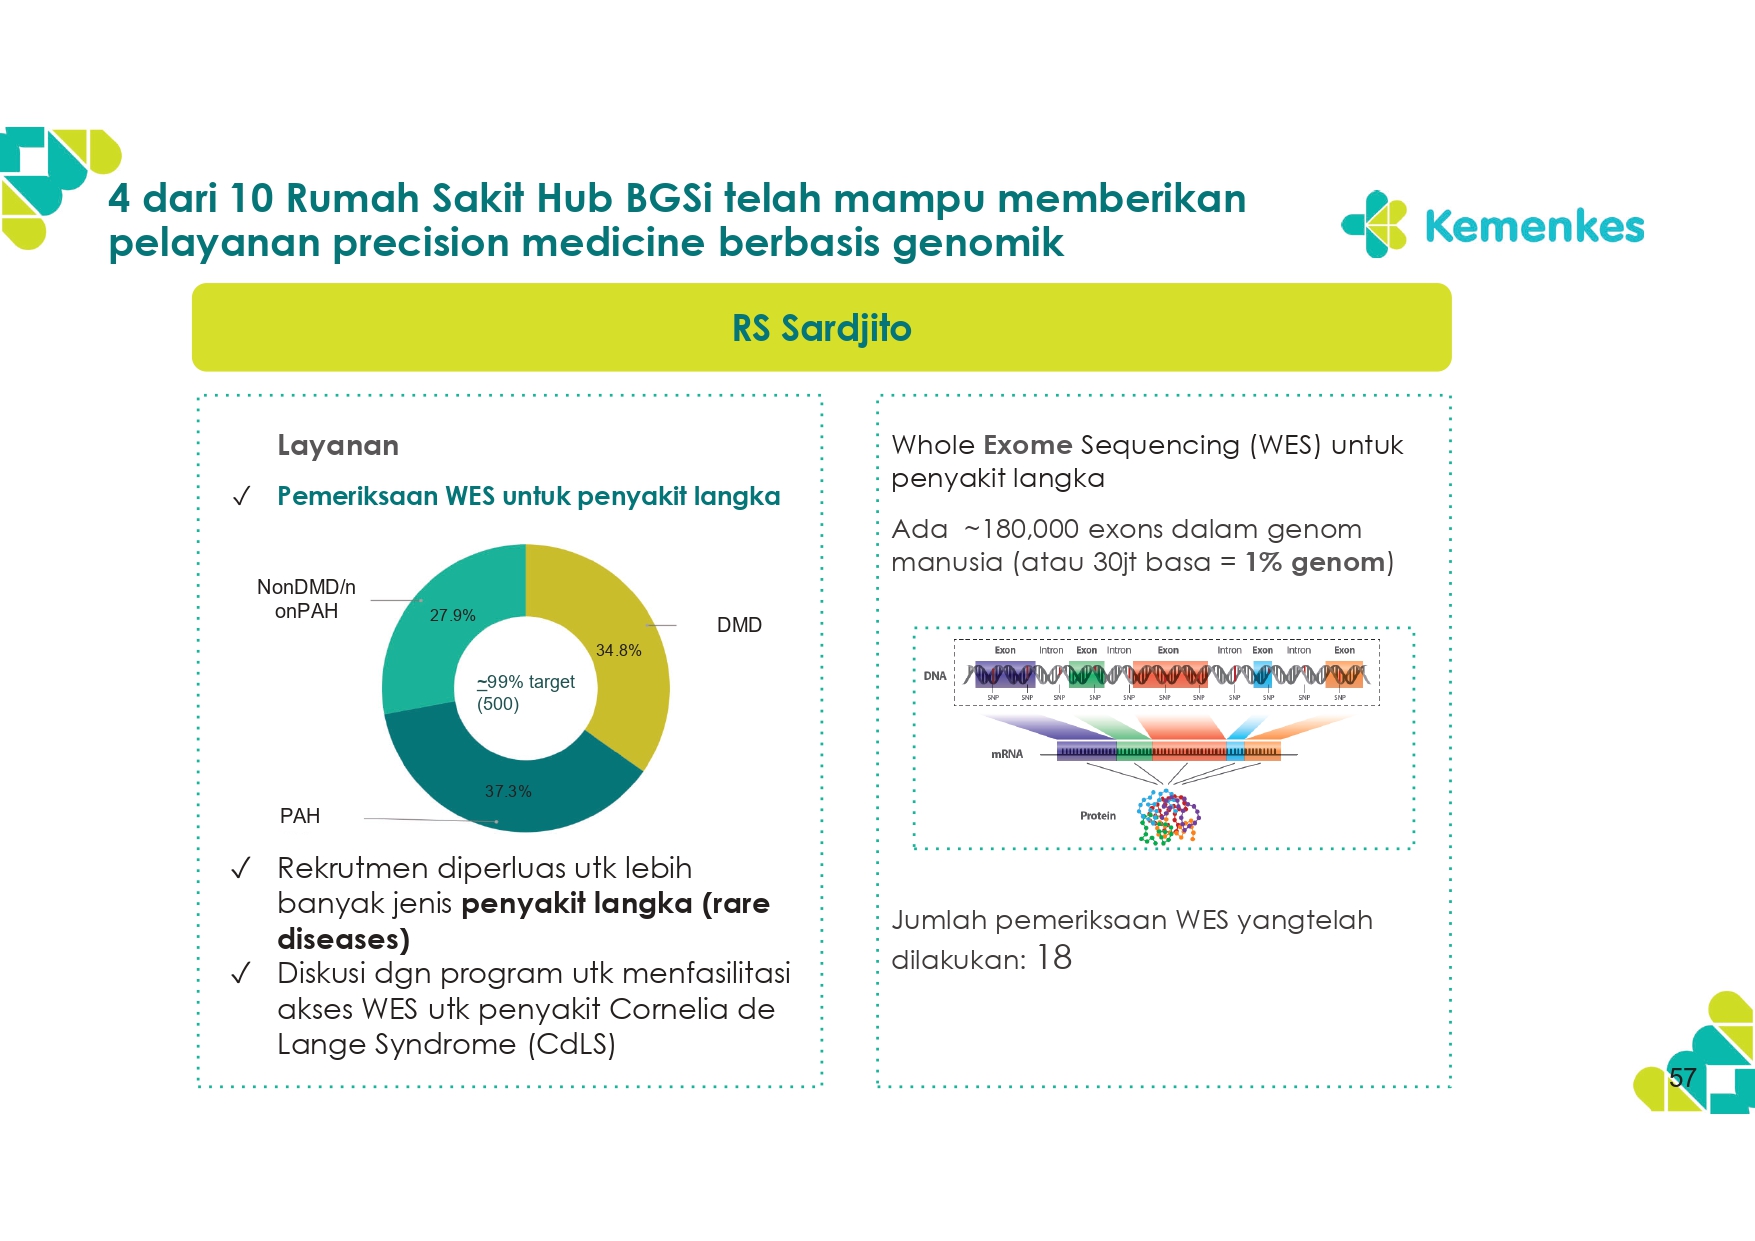 4 dari 10 Rumah Sakit Hub BGSi telah mampu memberikan
pelayanan precision medicine berbasis genomik
Kemenkes
RS Sardjito
Layanan
✓ Pemeriksaan WES untuk penyakit langka
NonDMD/n
onPAH
27.9%
DMD
34.8%
~99% target
(500)
37.3%
PAH
✓ Rekrutmen diperluas utk lebih
banyak jenis penyakit langka (rare
diseases)
✓ Diskusi dgn program utk menfasilitasi
akses WES utk penyakit Cornelia de
Lange Syndrome (CdLS)
Whole Exome Sequencing (WES) untuk
penyakit langka
Ada ~180,000 exons dalam genom
manusia (atau 30jt basa = 1% genom)
Exon Intron Exon Intron Exon Intron Exon Intron Exon
DNA
SNP SNP SNP SNP SNP SNP SNP SNP SNP SNP SNP
mRNA
Protein
Jumlah pemeriksaan WES yangtelah
dilakukan: 18
57